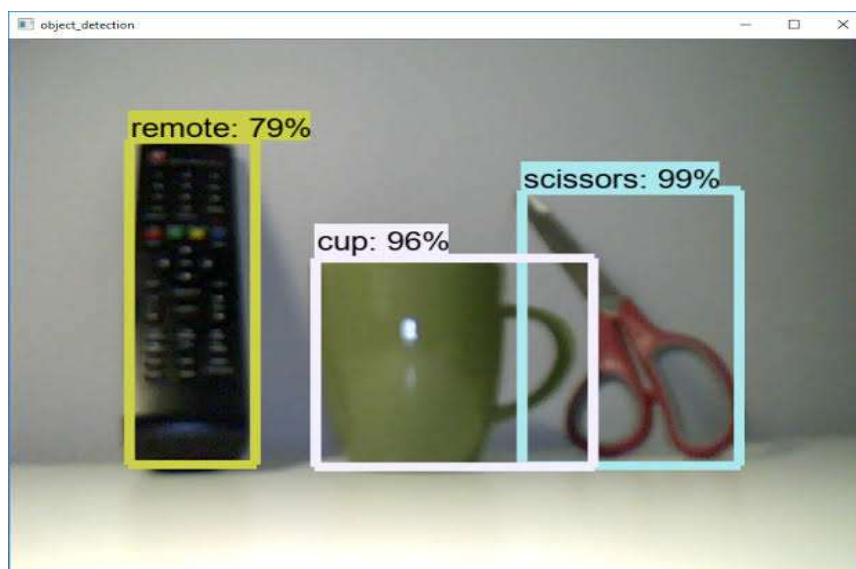 object_detection
remote: 79%
scissors: 99%
cup: 96%